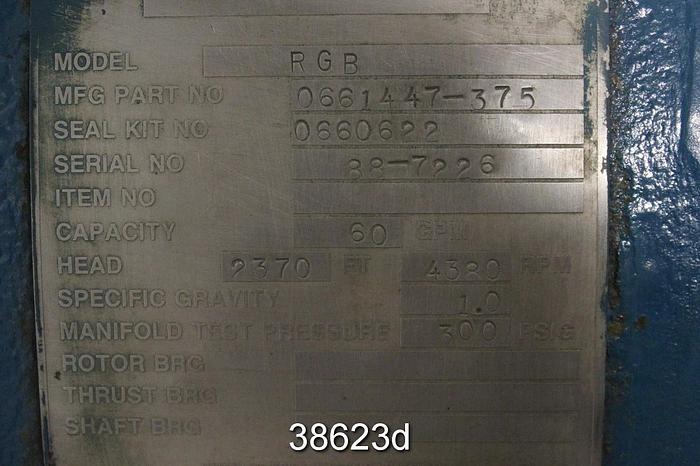 MODEL RGB
MFG PART NO 0661447-375
SEAL KIT NO 0660622
SERIAL NO 88-7226
ITEM NO
CAPACITY 60 GPM
HEAD 2370 FT 4380 RPM
SPECIFIC GRAVITY 1.0
MANIFOLD TEST PRESSURE 300 PSIG
ROTOR BRG
THRUST BRG
SHAFT BRG
38623d